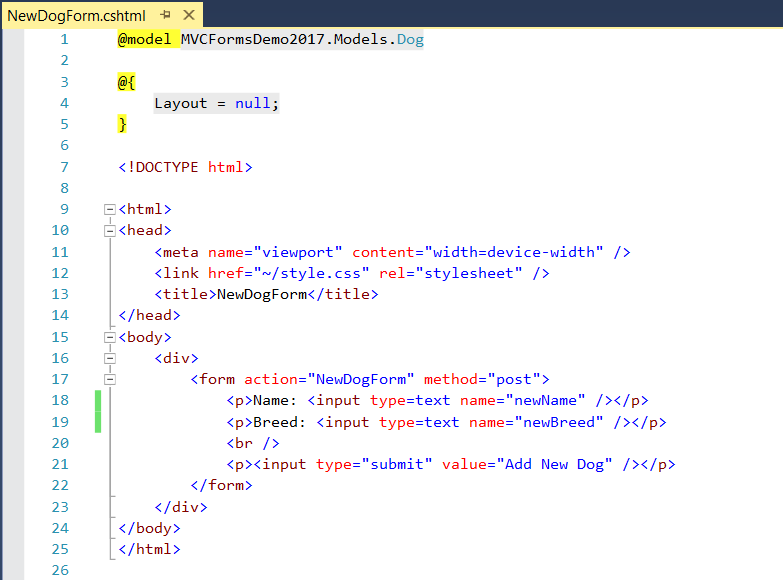 NewDogForm.cshtml
1 @model MVCFormsDemo2017.Models.Dog
2
3 @{
4 Layout = null;
5 }
6
7 <!DOCTYPE html>
8
9 <html>
10 <head>
11 <meta name="viewport" content="width=device-width" />
12 <link href="~/style.css" rel="stylesheet" />
13 <title>NewDogForm</title>
14 </head>
15 <body>
16 <div>
17 <form action="NewDogForm" method="post">
18 <p>Name: <input type=text name="newName" /></p>
19 <p>Breed: <input type=text name="newBreed" /></p>
20 <br />
21 <p><input type="submit" value="Add New Dog" /></p>
22 </form>
23 </div>
24 </body>
25 </html>
26